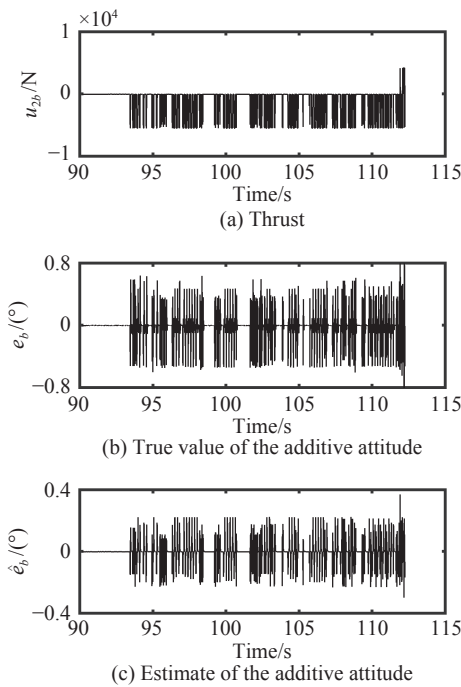 1 ×10⁴
0
−1
u₂b/N
90 95 100 105 110 115
Time/s
(a) Thrust
0.8
0
−0.8
e_b/(°)
90 95 100 105 110 115
Time/s
(b) True value of the additive attitude
0.4
0
−0.4
ê_b/(°)
90 95 100 105 110 115
Time/s
(c) Estimate of the additive attitude